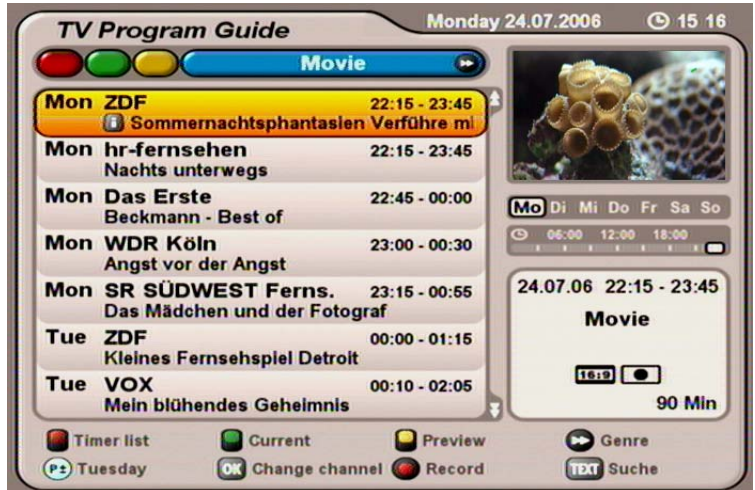 TV Program Guide
Monday 24.07.2006 15 16
Movie
Mon ZDF 22:15 - 23:45
Sommernachtsphantasien Verführe mi
Mon hr-fernsehen 22:15 - 23:45
Nachts unterwegs
Mon Das Erste 22:45 - 00:00
Beckmann - Best of
Mon WDR Köln 23:00 - 00:30
Angst vor der Angst
Mon SR SÜDWEST Ferns. 23:15 - 00:55
Das Mädchen und der Fotograf
Tue ZDF 00:00 - 01:15
Kleines Fernsehspiel Detroit
Tue VOX 00:10 - 02:05
Mein blühendes Geheimnis
Mo Di Mi Do Fr Sa So
06:00 12:00 18:00
24.07.06 22:15 - 23:45
Movie
16:9
90 Min
Timer list Current Preview Genre
P± Tuesday OK Change channel Record TEXT Suche